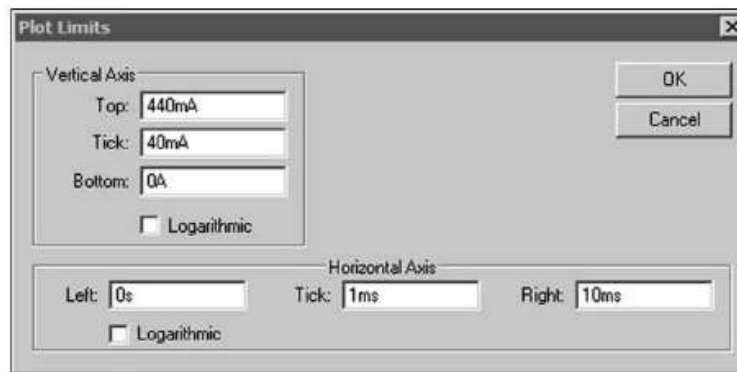 Plot Limits
Vertical Axis
Top: 440mA
Tick: 40mA
Bottom: 0A
Logarithmic
OK
Cancel
Horizontal Axis
Left: 0s Tick: 1ms Right: 10ms
Logarithmic